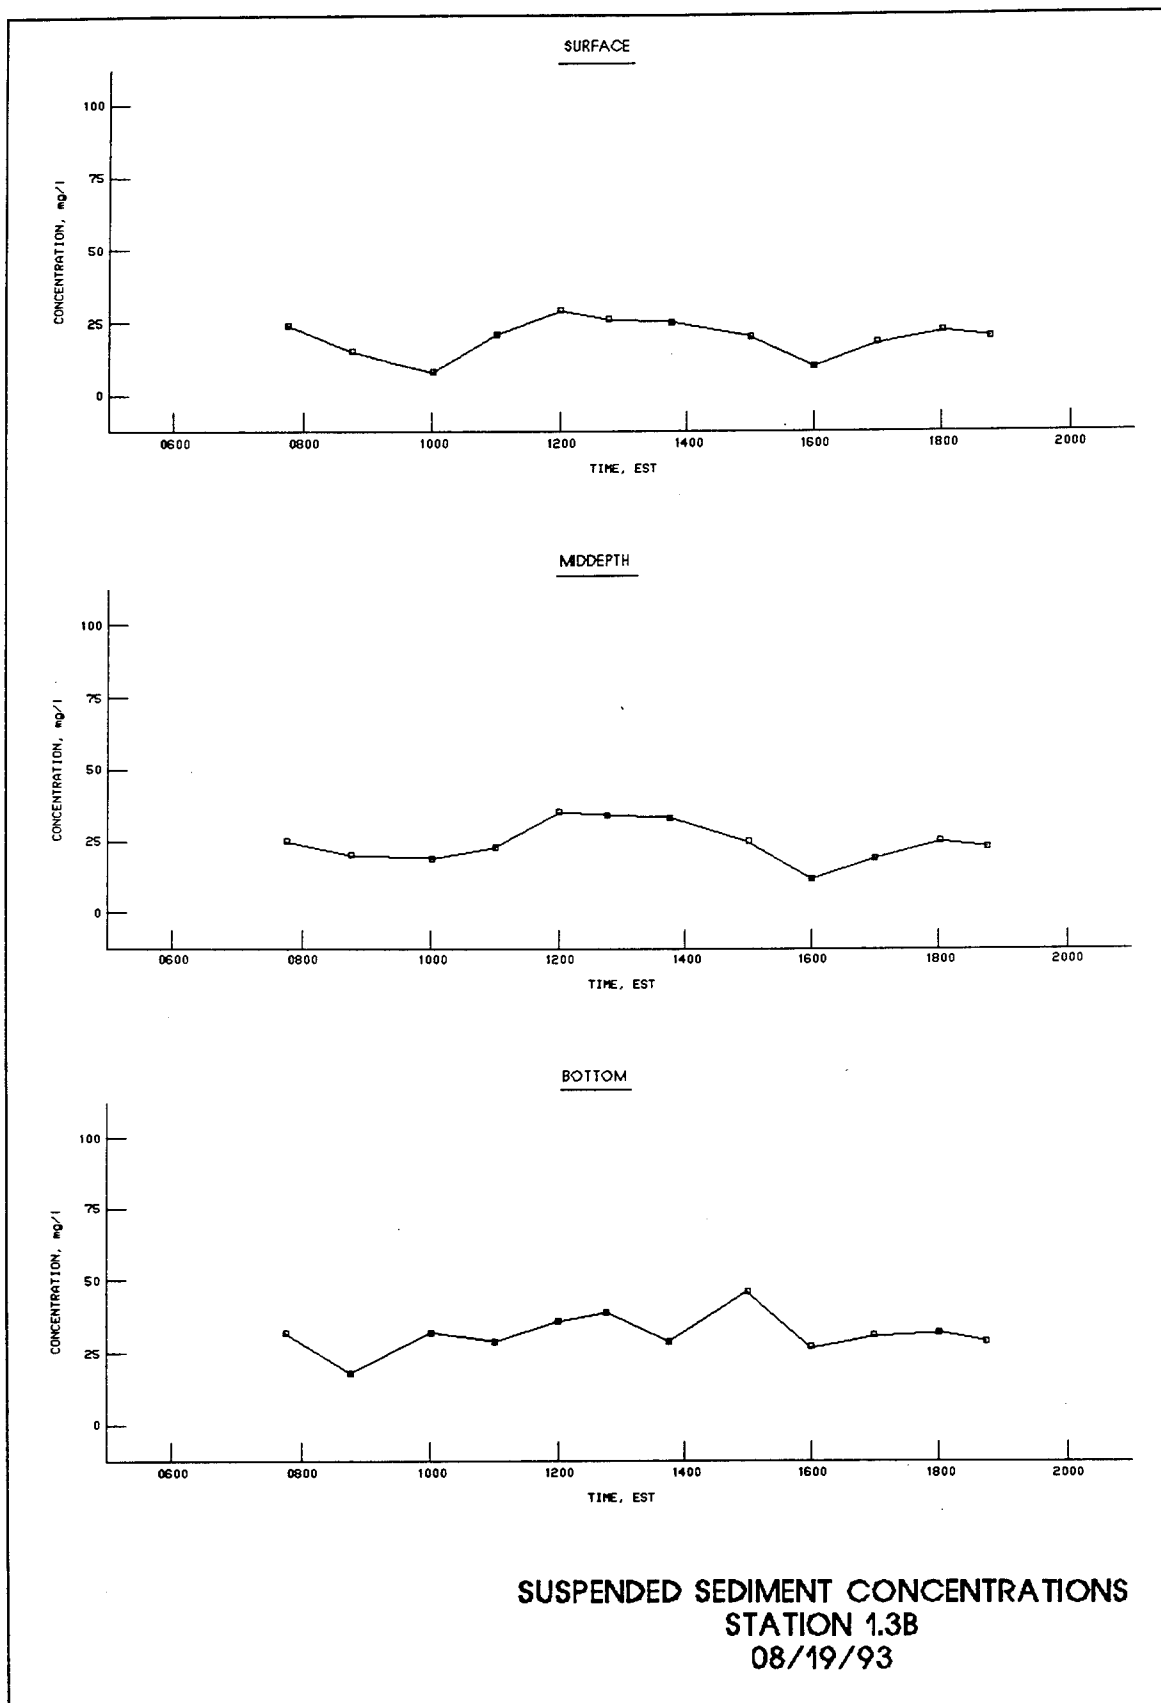 SURFACE
100
75
50
25
0
CONCENTRATION, mg/l
0600 0800 1000 1200 1400 1600 1800 2000
TIME, EST
MIDDEPTH
100
75
50
25
0
CONCENTRATION, mg/l
0600 0800 1000 1200 1400 1600 1800 2000
TIME, EST
BOTTOM
100
75
50
25
0
CONCENTRATION, mg/l
0600 0800 1000 1200 1400 1600 1800 2000
TIME, EST
SUSPENDED SEDIMENT CONCENTRATIONS
STATION 1.3B
08/19/93